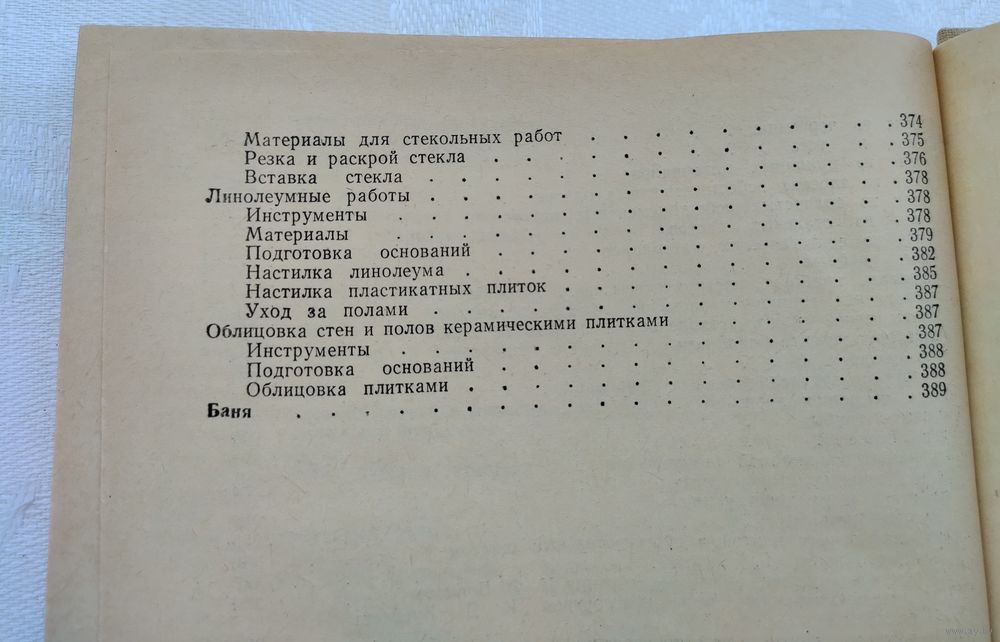 Материалы для стекольных работ . . . . . . . . . . 374
Резка и раскрой стекла . . . . . . . . . . 375
Вставка стекла . . . . . . . . . . 376
Линолеумные работы . . . . . . . . . . 378
Инструменты . . . . . . . . . . 378
Материалы . . . . . . . . . . 378
Подготовка оснований . . . . . . . . . . 379
Настилка линолеума . . . . . . . . . . 382
Настилка пластикатных плиток . . . . . . . . . . 385
Уход за полами . . . . . . . . . . 387
Облицовка стен и полов керамическими плитками . . . . . . . 387
Инструменты . . . . . . . . . . 387
Подготовка оснований . . . . . . . . . . 388
Облицовка плитками . . . . . . . . . . 388
Баня . . . . . . . . . . 389